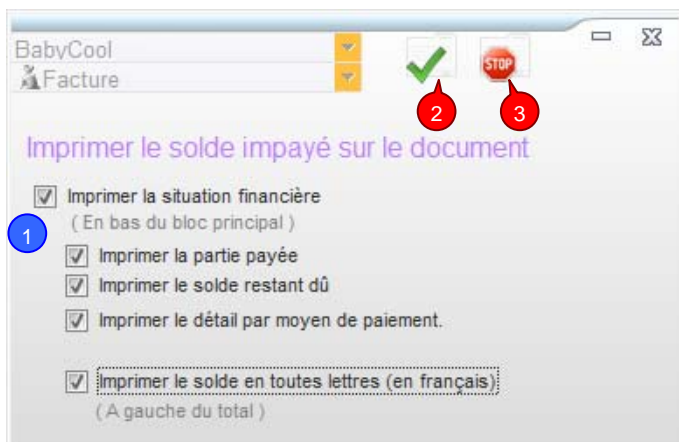 BabyCool
Facture
STOP
2
3
Imprimer le solde impayé sur le document
Imprimer la situation financière
( En bas du bloc principal )
1
Imprimer la partie payée
Imprimer le solde restant dû
Imprimer le détail par moyen de paiement.
Imprimer le solde en toutes lettres (en français)
( A gauche du total )